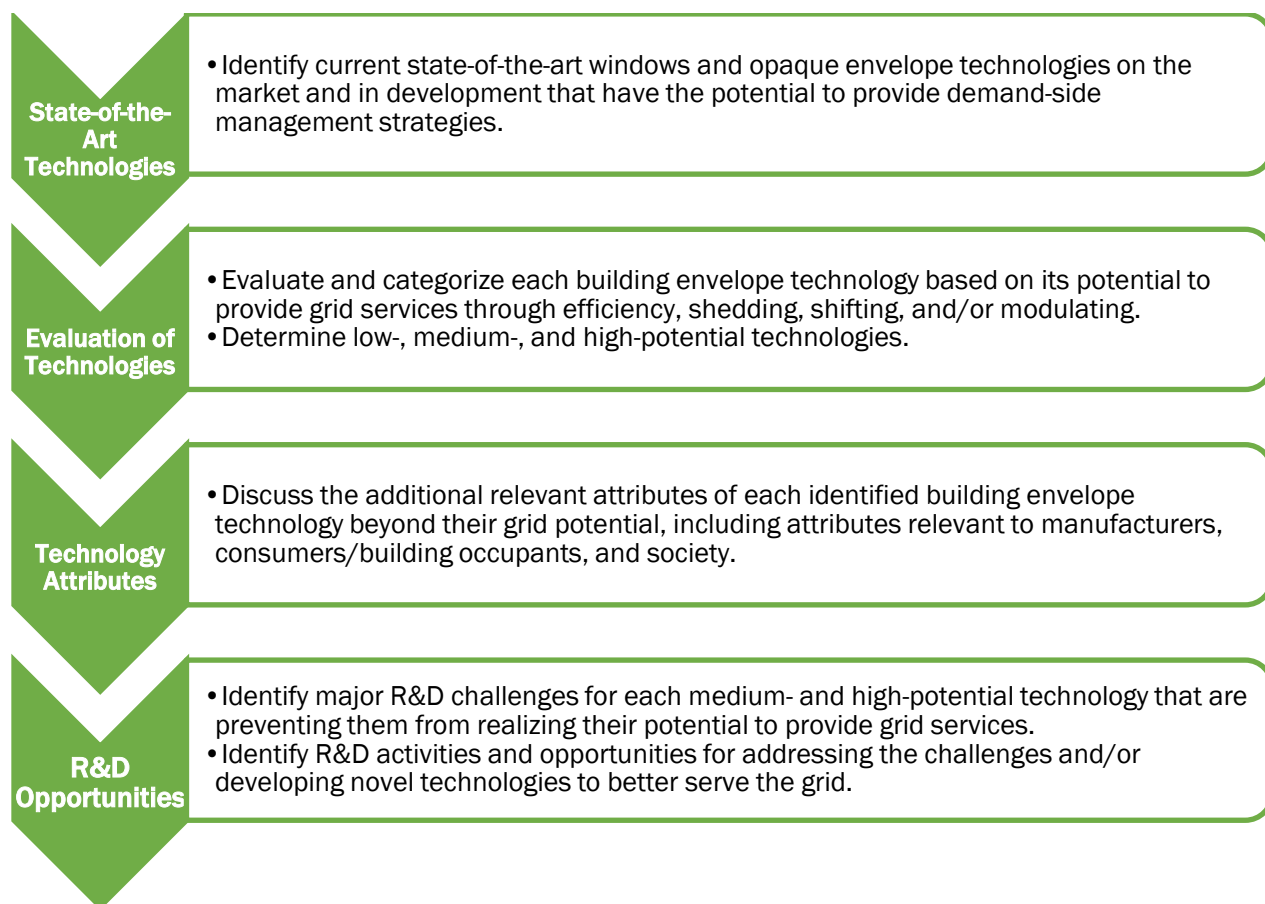 State-of-the-
Art
Technologies
• Identify current state-of-the-art windows and opaque envelope technologies on the
market and in development that have the potential to provide demand-side
management strategies.
Evaluation of
Technologies
• Evaluate and categorize each building envelope technology based on its potential to
provide grid services through efficiency, shedding, shifting, and/or modulating.
• Determine low-, medium-, and high-potential technologies.
Technology
Attributes
• Discuss the additional relevant attributes of each identified building envelope
technology beyond their grid potential, including attributes relevant to manufacturers,
consumers/building occupants, and society.
R&D
Opportunities
• Identify major R&D challenges for each medium- and high-potential technology that are
preventing them from realizing their potential to provide grid services.
• Identify R&D activities and opportunities for addressing the challenges and/or
developing novel technologies to better serve the grid.